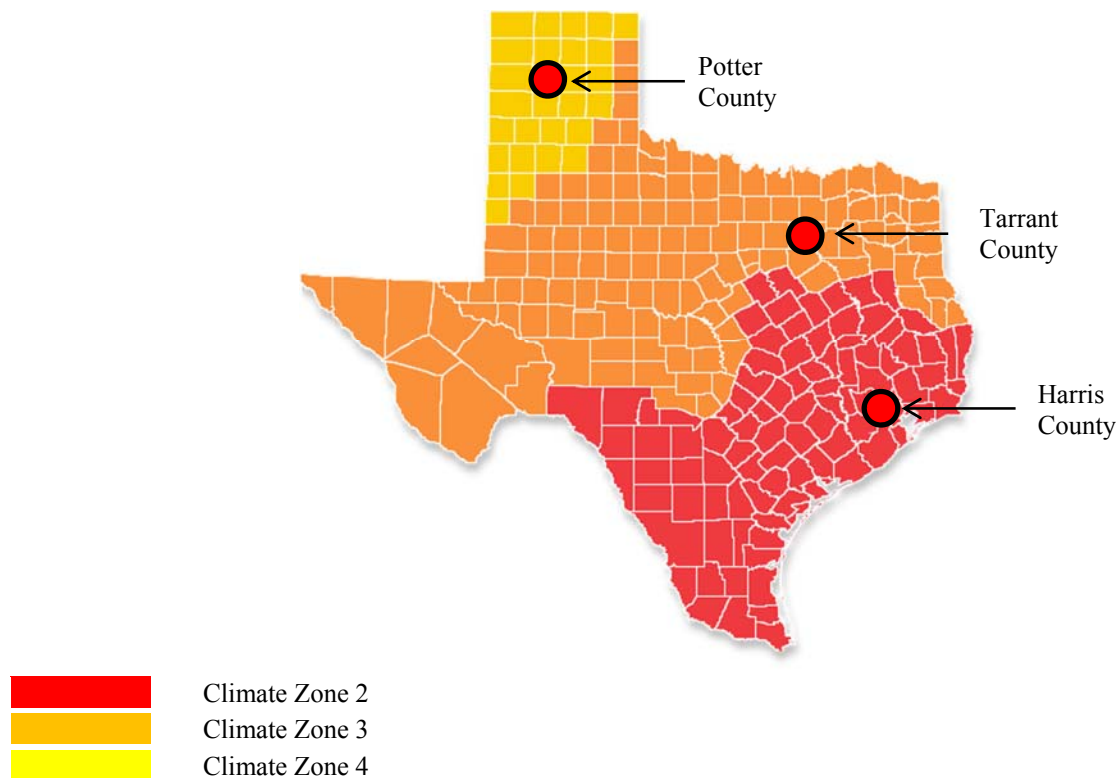 Potter
County
Tarrant
County
Harris
County
Climate Zone 2
Climate Zone 3
Climate Zone 4